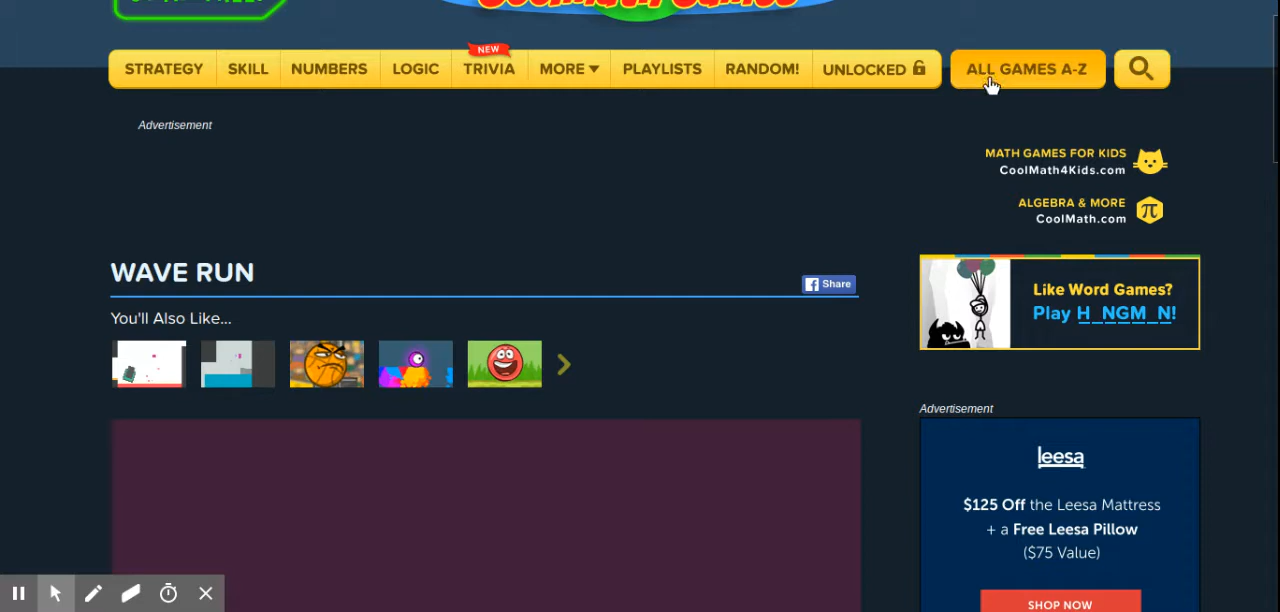 Coolmath Games
STRATEGY SKILL NUMBERS LOGIC TRIVIA MORE PLAYLISTS RANDOM! UNLOCKED ALL GAMES A-Z
NEW
Advertisement
MATH GAMES FOR KIDS
CoolMath4Kids.com
ALGEBRA & MORE
CoolMath.com
π
WAVE RUN
Share
You'll Also Like...
Like Word Games?
Play H_NGM_N!
Advertisement
leesa
$125 Off the Leesa Mattress
+ a Free Leesa Pillow
($75 Value)
SHOP NOW